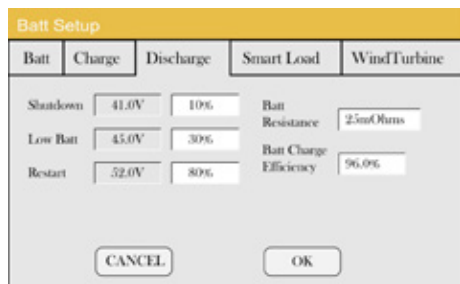 Batt Setup
Batt Charge Discharge Smart Load WindTurbine
Shutdown 41.0V 10%
Low Batt 45.0V 30%
Restart 52.0V 80%
Batt
Resistance 25mOhms
Batt Charge
Efficiency 96.0%
CANCEL OK